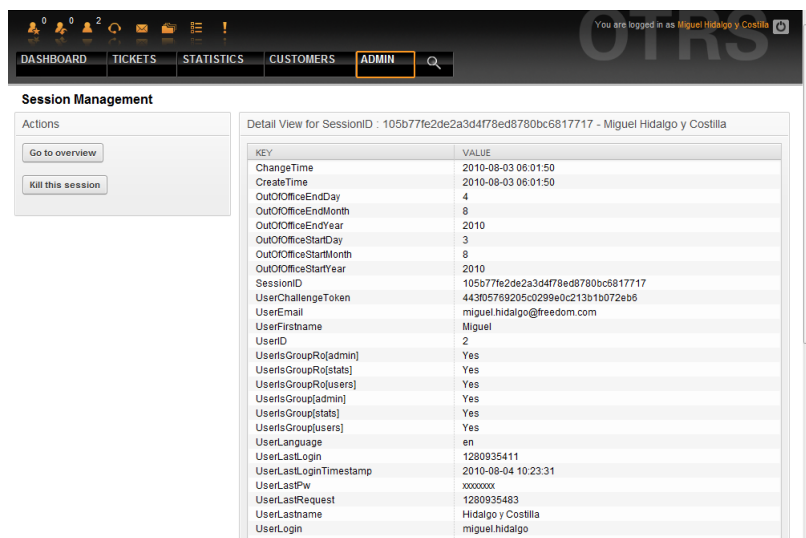 0 0 2
You are logged in as Miguel Hidalgo y Costilla
OTRS
DASHBOARD TICKETS STATISTICS CUSTOMERS ADMIN
Session Management
Actions
Go to overview
Kill this session
Detail View for SessionID : 105b77fe2de2a3d4f78ed8780bc6817717 - Miguel Hidalgo y Costilla
KEY VALUE
ChangeTime 2010-08-03 06:01:50
CreateTime 2010-08-03 06:01:50
OutOfOfficeEndDay 4
OutOfOfficeEndMonth 8
OutOfOfficeEndYear 2010
OutOfOfficeStartDay 3
OutOfOfficeStartMonth 8
OutOfOfficeStartYear 2010
SessionID 105b77fe2de2a3d4f78ed8780bc6817717
UserChallengeToken 443f05769205c0299e0c213b1b072eb6
UserEmail miguel.hidalgo@freedom.com
UserFirstname Miguel
UserID 2
UserIsGroupRo[admin] Yes
UserIsGroupRo[stats] Yes
UserIsGroupRo[users] Yes
UserIsGroup[admin] Yes
UserIsGroup[stats] Yes
UserIsGroup[users] Yes
UserLanguage en
UserLastLogin 1280935411
UserLastLoginTimestamp 2010-08-04 10:23:31
UserLastPw xxxxxxxx
UserLastRequest 1280935483
UserLastname Hidalgo y Costilla
UserLogin miguel.hidalgo